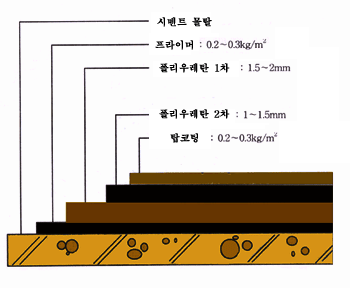 시멘트 몰탈
프라이머 : 0.2~0.3kg/m²
폴리우레탄 1차 : 1.5~2mm
폴리우레탄 2차 : 1~1.5mm
탑코팅 : 0.2~0.3kg/m²